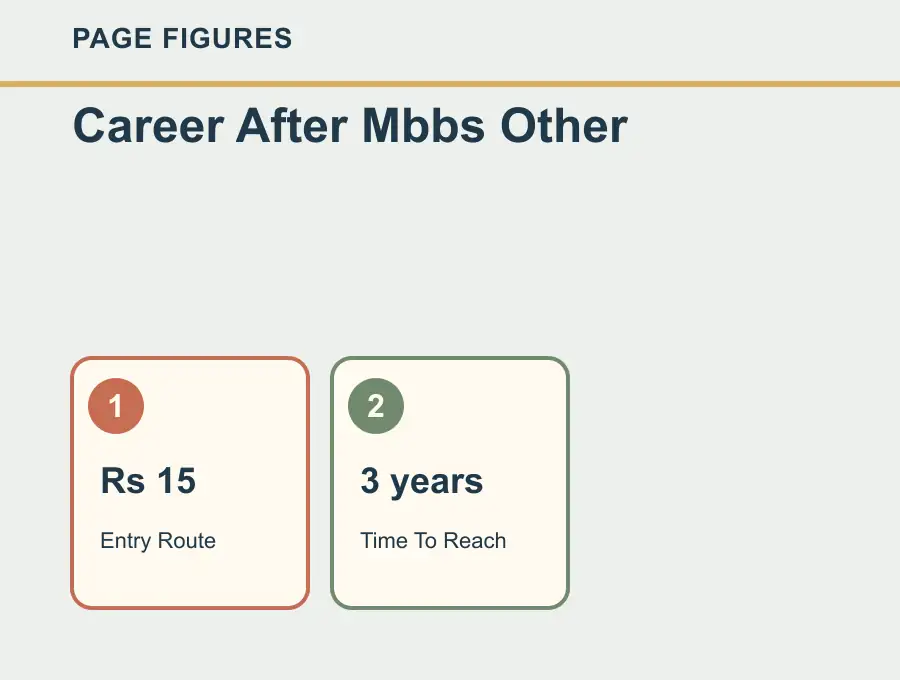 PAGE FIGURES
Career After Mbbs Other
1
Rs 15
Entry Route
2
3 years
Time To Reach